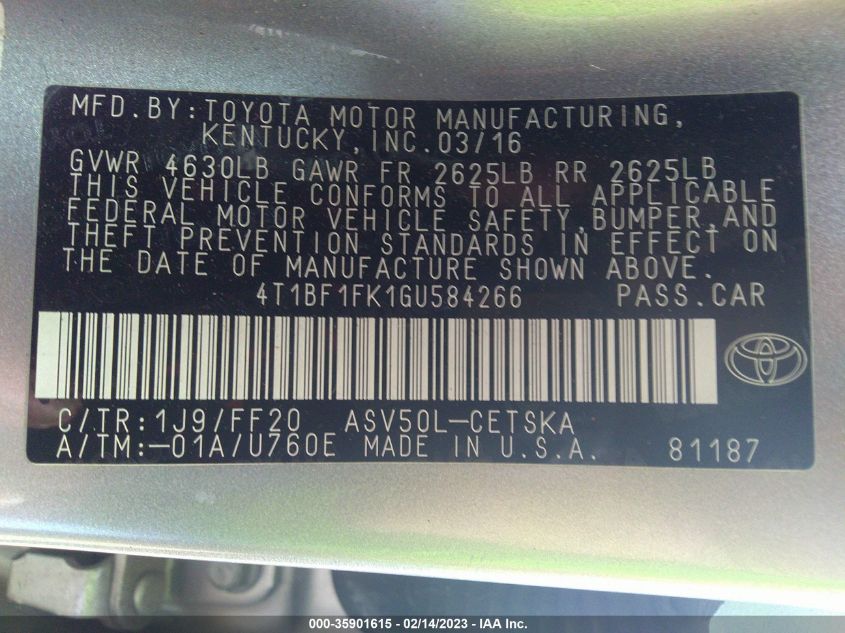 MFD.BY:TOYOTA MOTOR MANUFACTURING,
KENTUCKY,INC.03/16
GVWR 4630LB GAWR FR 2625LB RR 2625LB
THIS VEHICLE CONFORMS TO ALL APPLICABLE
FEDERAL MOTOR VEHICLE SAFETY,BUMPER,AND
THEFT PREVENTION STANDARDS IN EFFECT ON
THE DATE OF MANUFACTURE SHOWN ABOVE.
4T1BF1FK1GU584266 PASS.CAR
C/TR:1J9/FF20 ASV50L-CETSKA
A/TM:-01A/U760E MADE IN U.S.A. 81187
000-35901615 - 02/14/2023 - © IAA Inc.